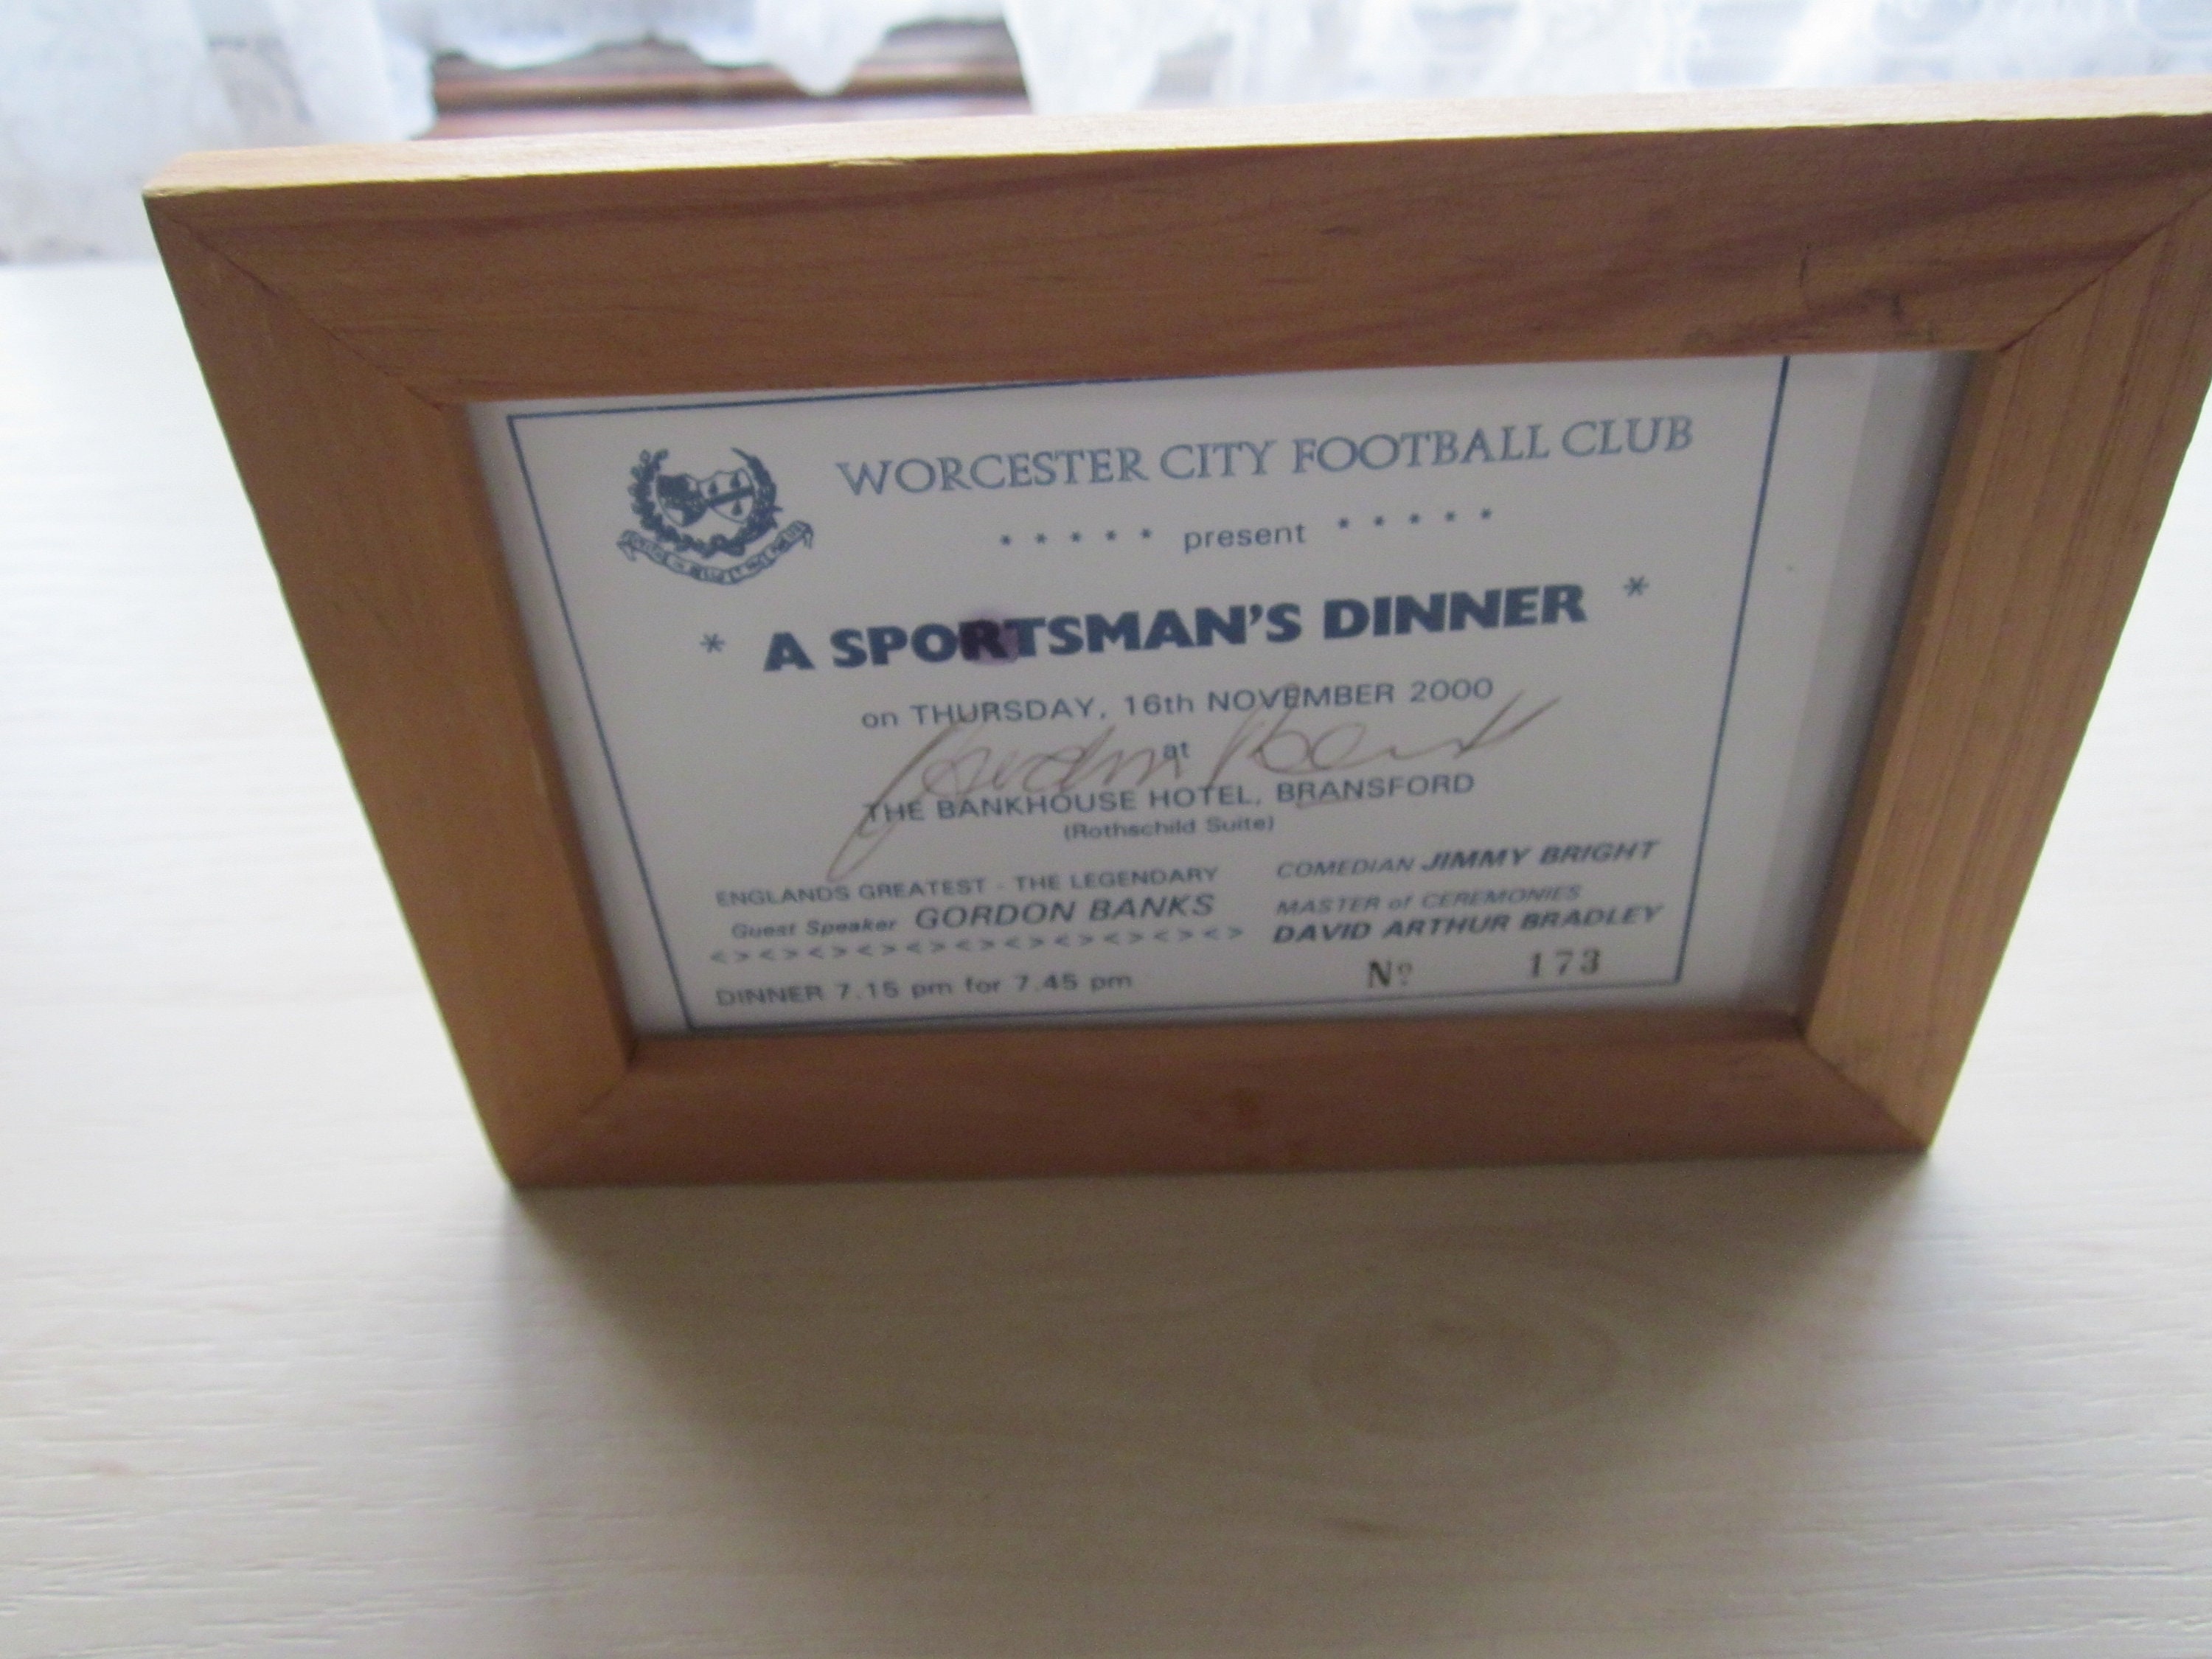 WORCESTER CITY FOOTBALL CLUB
* * * * * present * * * * *
* A SPORTSMAN'S DINNER *
on THURSDAY, 16th NOVEMBER 2000
at
Gordon Banks
THE BANKHOUSE HOTEL, BRANSFORD
(Rothschild Suite)
ENGLANDS GREATEST - THE LEGENDARY
Guest Speaker GORDON BANKS
<><><><><><><><><><><>
DINNER 7.15 pm for 7.45 pm
COMEDIAN JIMMY BRIGHT
MASTER of CEREMONIES
DAVID ARTHUR BRADLEY
Nº 173